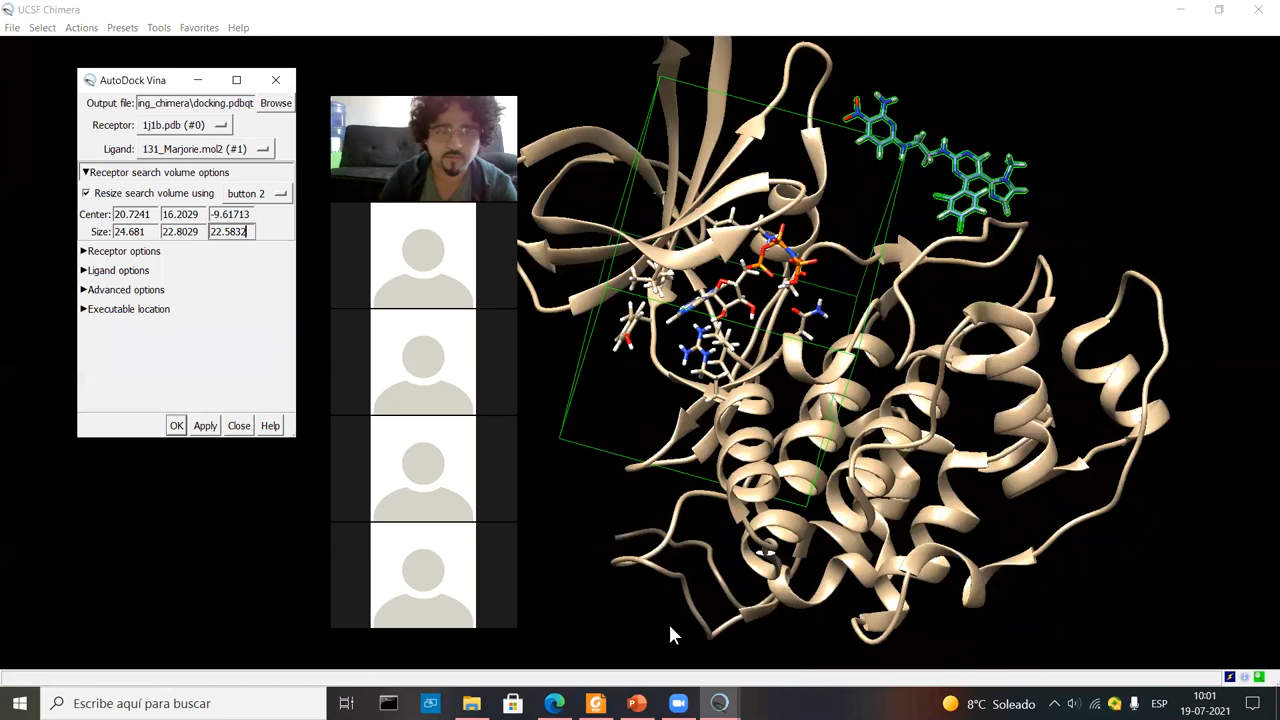 UCSF Chimera
File Select Actions Presets Tools Favorites Help
AutoDock Vina
Output file: ing_chimera\docking.pdbqt Browse
Receptor: 1j1b.pdb (#0)
Ligand: 131_Marjorie.mol2 (#1)
Receptor search volume options
Resize search volume using button 2
Center: 20.7241 16.2029 -9.61713
Size: 24.681 22.8029 22.5832
Receptor options
Ligand options
Advanced options
Executable location
OK Apply Close Help
Escribe aquí para buscar
8°C Soleado
ESP
10:01
19-07-2021